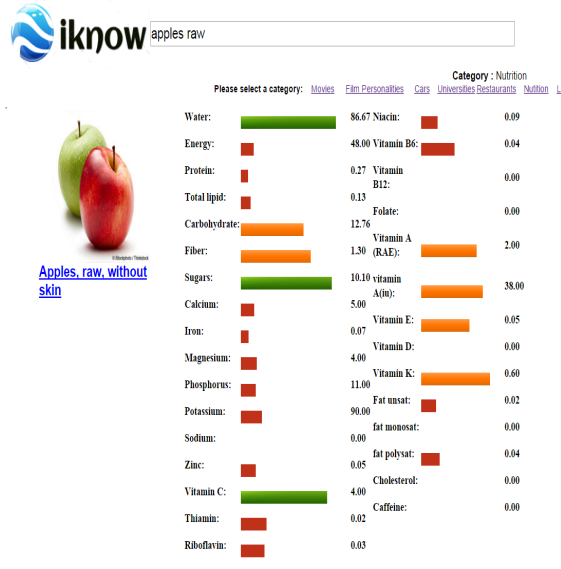 iknow
apples raw
Category : Nutrition
Please select a category: Movies Film Personalities Cars Universities Restaurants Nutition L
Water: 86.67 Niacin: 0.09
Energy: 48.00 Vitamin B6: 0.04
Protein: 0.27 Vitamin
B12: 0.00
Total lipid: 0.13
Folate: 0.00
Carbohydrate: 12.76
Vitamin A
(RAE): 2.00
Fiber: 1.30
Sugars: 10.10 vitamin
A(iu): 38.00
Calcium: 5.00
Vitamin E: 0.05
Iron: 0.07
Vitamin D: 0.00
Magnesium: 4.00
Vitamin K: 0.60
Phosphorus: 11.00
Fat unsat: 0.02
Potassium: 90.00
fat monosat: 0.00
Sodium: 0.00
fat polysat: 0.04
Zinc: 0.05
Cholesterol: 0.00
Vitamin C: 4.00
Caffeine: 0.00
Thiamin: 0.02
Riboflavin: 0.03
© iStockphoto / Thinkstock
Apples, raw, without
skin